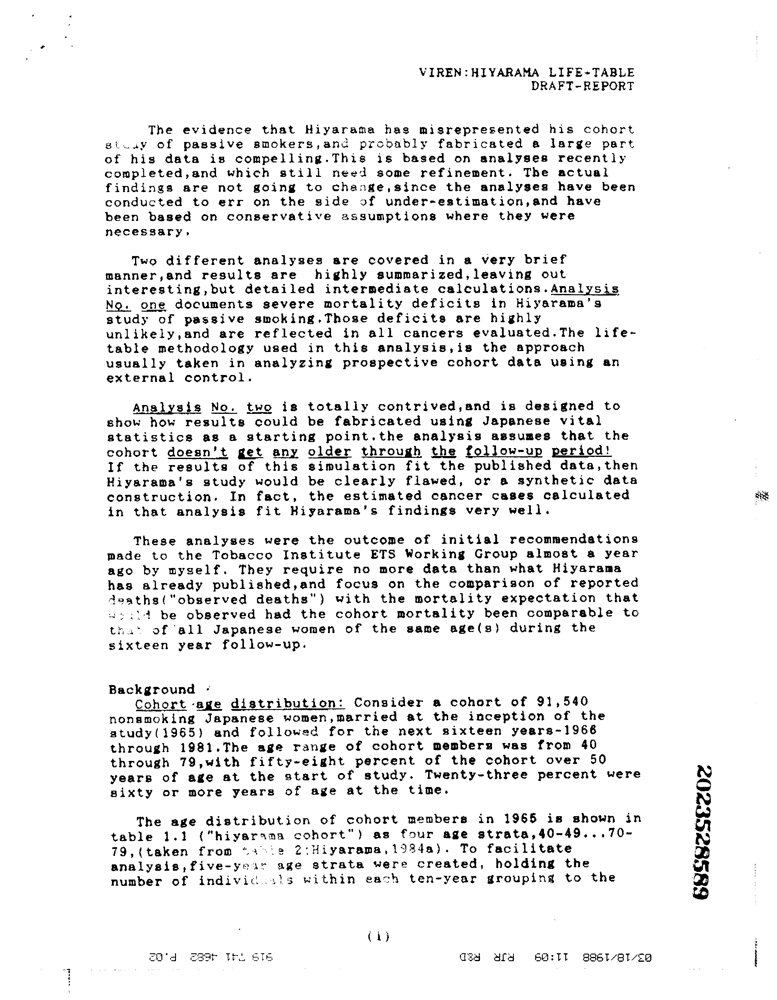 VIREN:HIYARAMA LIFE-TABLE
DRAFT-REPORT
The evidence that Hiyarama has misrepresented his cohort
study of passive smokers,and probably fabricated a large part
of his data is compelling.This is based on analyses recently
completed,and which still need some refinement. The actual
findings are not going to change,since the analyses have been
conducted to err on the side of under-estimation,and have
been based on conservative assumptions where they were
necessary.
Two different analyses are covered in a very brief
manner,and results are highly summarized,leaving out
interesting,but detailed intermediate calculations.Analysis
No. one documents severe mortality deficits in Hiyarama's
study of passive smoking.Those deficits are highly
unlikely,and are reflected in all cancers evaluated.The life-
table methodology used in this analysis,is the approach
usually taken in analyzing prospective cohort data using an
external control.
Analysis No. two is totally contrived,and is designed to
show how results could be fabricated using Japanese vital
statistics as a starting point.the analysis assumes that the
cohort doesn't get any older through the follow-up period!
If the results of this simulation fit the published data,then
Hiyarama's study would be clearly flawed, or a synthetic data
construction. In fact, the estimated cancer cases calculated
in that analysis fit Hiyarama's findings very well.
These analyses were the outcome of initial recommendations
made to the Tobacco Institute ETS Working Group almost a year
ago by myself. They require no more data than what Hiyarama
has already published,and focus on the comparison of reported
deaths("observed deaths") with the mortality expectation that
would be observed had the cohort mortality been comparable to
that of all Japanese women of the same age(s) during the
sixteen year follow-up.
Background
Cohort age distribution: Consider a cohort of 91,540
nonsmoking Japanese women,married at the inception of the
study(1965) and followed for the next sixteen years-1966
through 1981.The age range of cohort members was from 40
through 79,with fifty-eight percent of the cohort over 50
years of age at the start of study. Twenty-three percent were
sixty or more years of age at the time.
The age distribution of cohort members in 1965 is shown in
table 1.1 ("hiyarama cohort") as four age strata,40-49...70-
79,(taken from table 2:Hiyarama,1984a). To facilitate
analysis,five-year age strata were created, holding the
number of individuals within each ten-year grouping to the
(1)
03/18/1988 11:09 RJR R&D 919 741 4682 P.02
2023528589